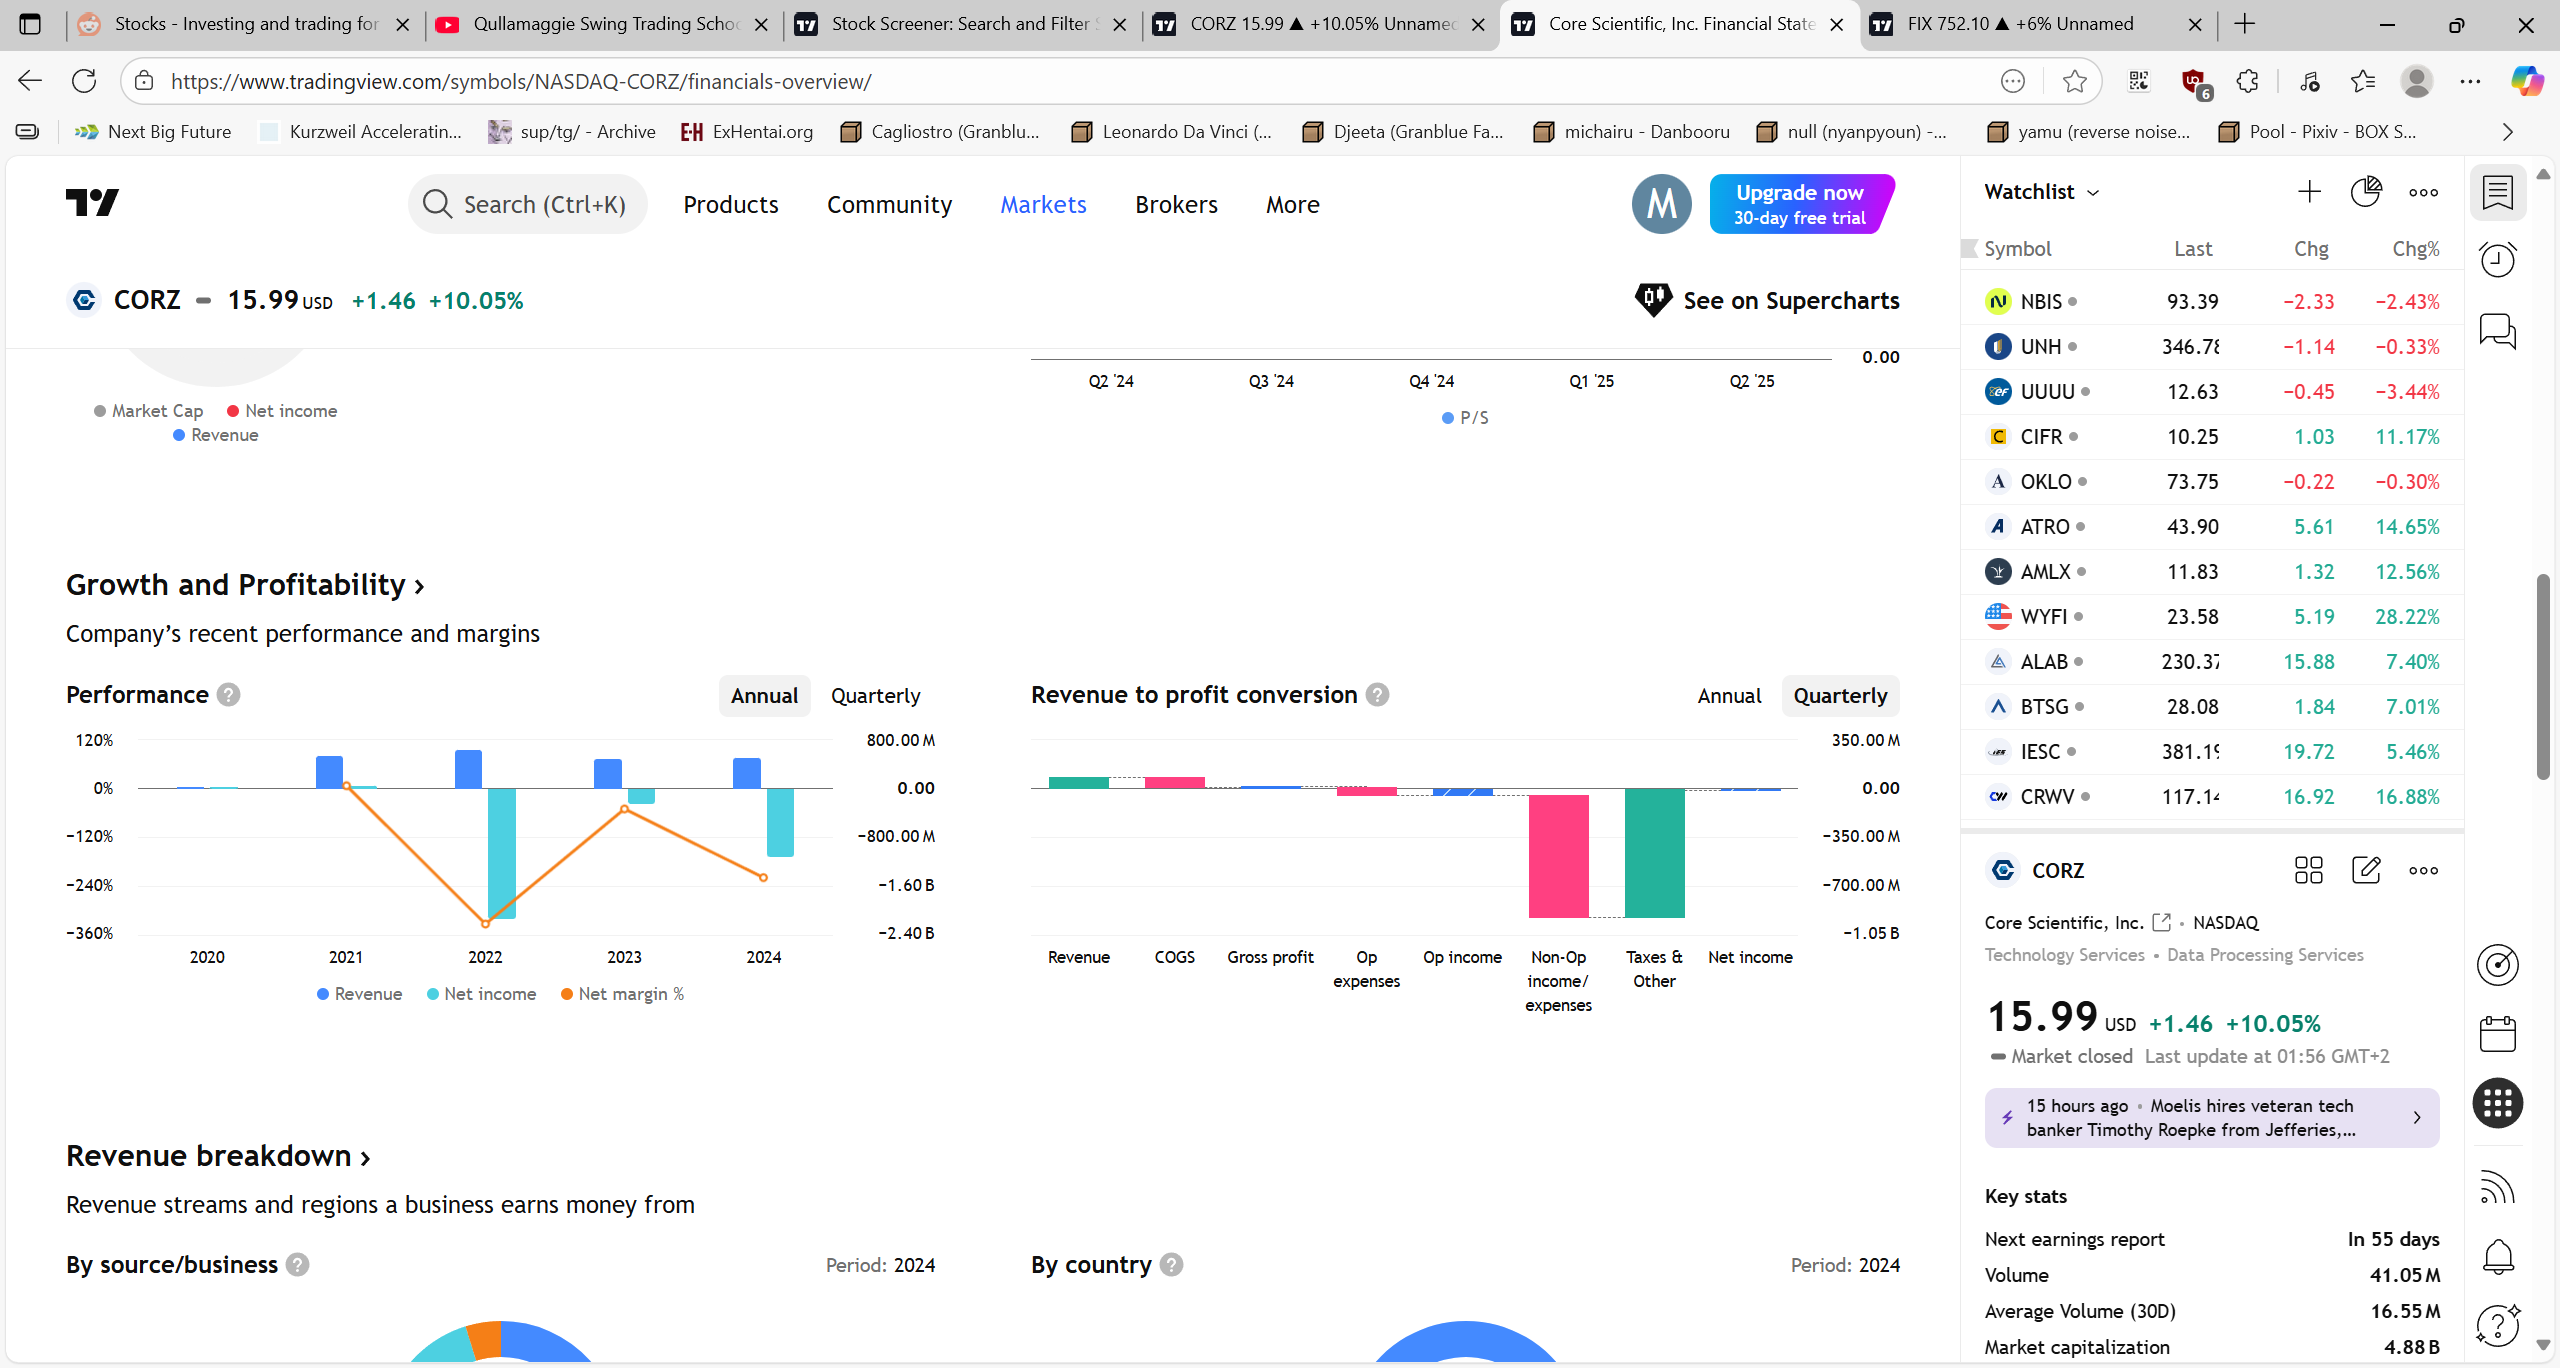 Stocks - Investing and trading for
Qullamaggie Swing Trading Schoo
Stock Screener: Search and Filter S
CORZ 15.99 ▲ +10.05% Unnamed
Core Scientific, Inc. Financial State
FIX 752.10 ▲ +6% Unnamed
https://www.tradingview.com/symbols/NASDAQ-CORZ/financials-overview/
6
Next Big Future
Kurzweil Acceleratin...
sup/tg/ - Archive
E-H ExHentai.org
Cagliostro (Granblu...
Leonardo Da Vinci (...
Djeeta (Granblue Fa...
michairu - Danbooru
null (nyanpyoun) -...
yamu (reverse noise...
Pool - Pixiv - BOX S...
Search (Ctrl+K)
Products
Community
Markets
Brokers
More
M
Upgrade now
30-day free trial
CORZ 15.99 USD +1.46 +10.05%
See on Supercharts
Market Cap
Net income
Revenue
0.00
Q2 '24 Q3 '24 Q4 '24 Q1 '25 Q2 '25
P/S
Growth and Profitability ›
Company's recent performance and margins
Performance ?
Annual Quarterly
120% 800.00 M
0% 0.00
−120% −800.00 M
−240% −1.60 B
−360% −2.40 B
2020 2021 2022 2023 2024
Revenue Net income Net margin %
Revenue to profit conversion ?
Annual Quarterly
350.00 M
0.00
−350.00 M
−700.00 M
−1.05 B
Revenue
COGS
Gross profit
Op expenses
Op income
Non-Op income/ expenses
Taxes & Other
Net income
Revenue breakdown ›
Revenue streams and regions a business earns money from
By source/business ?
Period: 2024
By country ?
Period: 2024
Watchlist
Symbol Last Chg Chg%
NBIS 93.39 −2.33 −2.43%
UNH 346.78 −1.14 −0.33%
UUUU 12.63 −0.45 −3.44%
CIFR 10.25 1.03 11.17%
OKLO 73.75 −0.22 −0.30%
ATRO 43.90 5.61 14.65%
AMLX 11.83 1.32 12.56%
WYFI 23.58 5.19 28.22%
ALAB 230.37 15.88 7.40%
BTSG 28.08 1.84 7.01%
IESC 381.19 19.72 5.46%
CRWV 117.14 16.92 16.88%
CORZ
Core Scientific, Inc. • NASDAQ
Technology Services • Data Processing Services
15.99 USD +1.46 +10.05%
Market closed Last update at 01:56 GMT+2
15 hours ago • Moelis hires veteran tech
banker Timothy Roepke from Jefferies,...
Key stats
Next earnings report In 55 days
Volume 41.05 M
Average Volume (30D) 16.55 M
Market capitalization 4.88 B